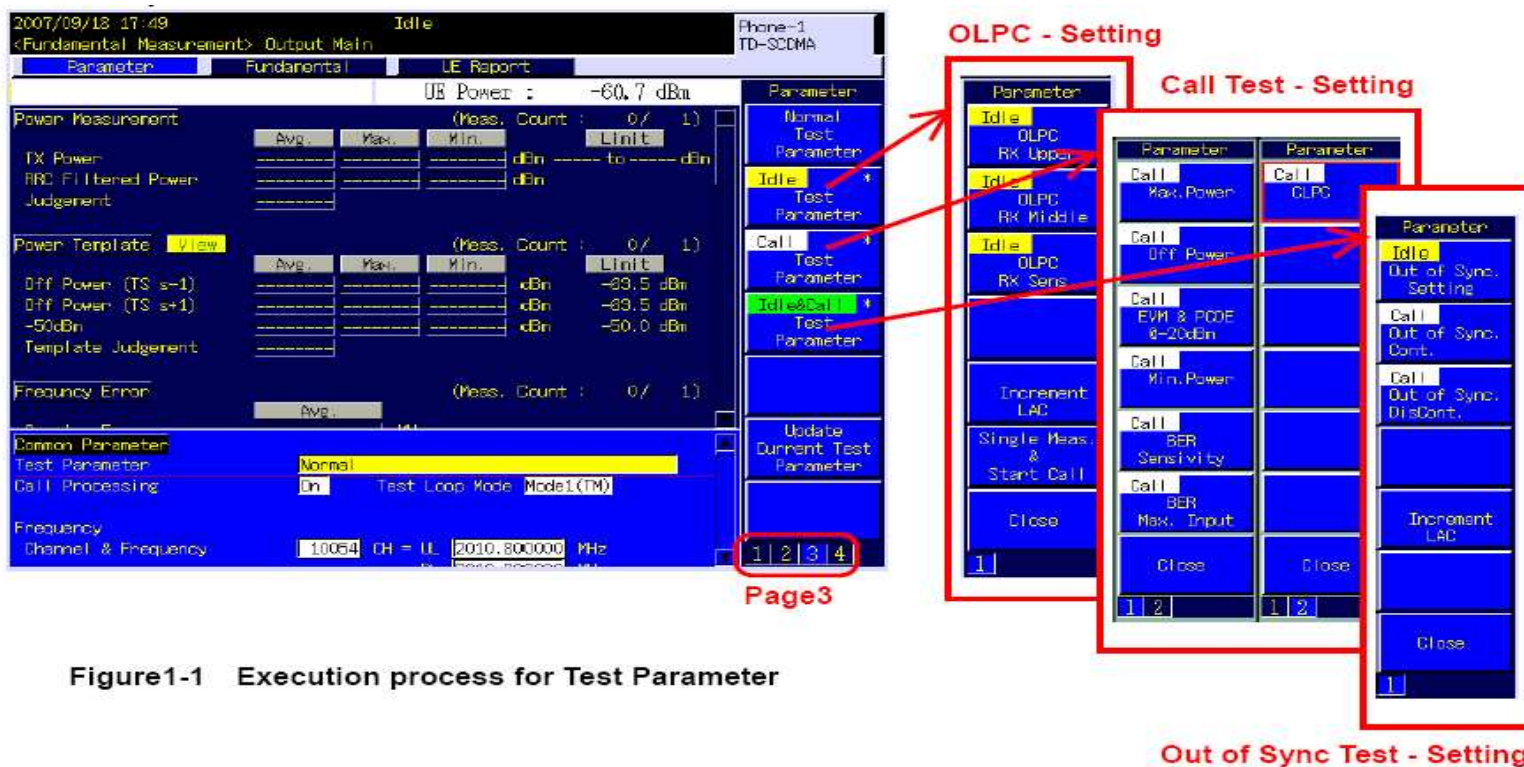 2007/09/18 17:49 Idle
<Fundamental Measurement> Output Main
Phone-1
TD-SCDMA
Parameter Fundamental UE Report
UE Power : -60.7 dBm
Power Measurement (Meas. Count : 0/ 1)
Avg. Max. Min. Limit
TX Power dBm to dBm
RRC Filtered Power dBm
Judgement
Power Template View (Meas. Count : 0/ 1)
Avg. Max. Min. Limit
Off Power (TS s-1) dBm -63.5 dBm
Off Power (TS s+1) dBm -63.5 dBm
-50dBm dBm -50.0 dBm
Template Judgement
Frequncy Error (Meas. Count : 0/ 1)
Avg.
Common Parameter
Test Parameter Normal
Call Processing On Test Loop Mode Mode1(TM)
Frequency
Channel & Frequency 10054 CH = UL 2010.800000 MHz
Parameter
Normal
Test
Parameter
Idle *
Test
Parameter
Call *
Test
Parameter
Idle&Call *
Test
Parameter
Update
Current Test
Parameter
1 2 3 4
Page3
OLPC - Setting
Parameter
Idle
OLPC
RX Upper
Idle
OLPC
RX Middle
Idle
OLPC
RX Sens.
Increment
LAC
Single Meas.
&
Start Call
Close
1
Call Test - Setting
Parameter
Call
Max.Power
Call
Off Power
Call
EVM & PCDE
@-20dBm
Call
Min.Power
Call
BER
Sensivity
Call
BER
Max. Input
Close
1 2
Parameter
Call
CLPC
Close
1 2
Parameter
Idle
Out of Sync.
Setting
Call
Out of Sync.
Cont.
Call
Out of Sync.
DisCont.
Increment
LAC
Close
1
Out of Sync Test - Setting
Figure1-1 Execution process for Test Parameter